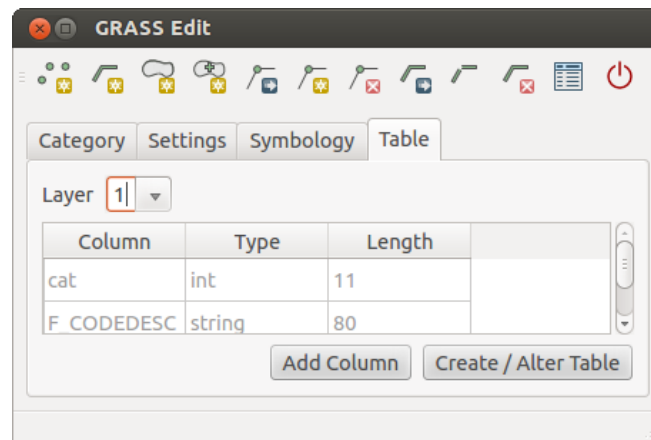 GRASS Edit
Category Settings Symbology Table
Layer 1
Column Type Length
cat int 11
F_CODEDESC string 80
Add Column Create / Alter Table